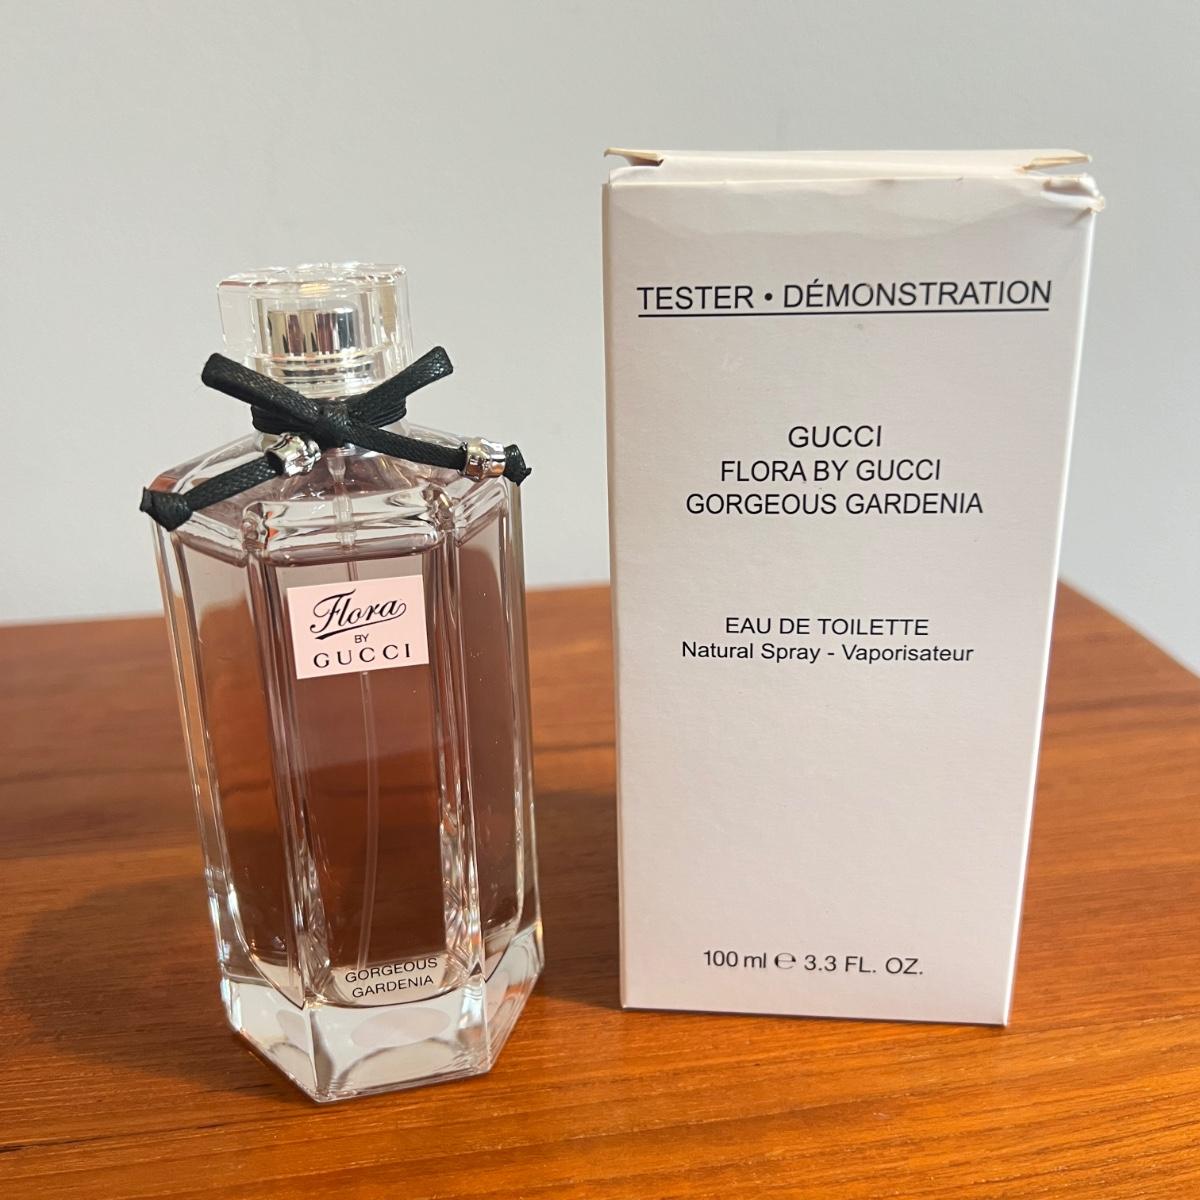 Flora
BY
GUCCI
GORGEOUS
GARDENIA
TESTER • DÉMONSTRATION
GUCCI
FLORA BY GUCCI
GORGEOUS GARDENIA
EAU DE TOILETTE
Natural Spray - Vaporisateur
100 ml ℮ 3.3 FL. OZ.